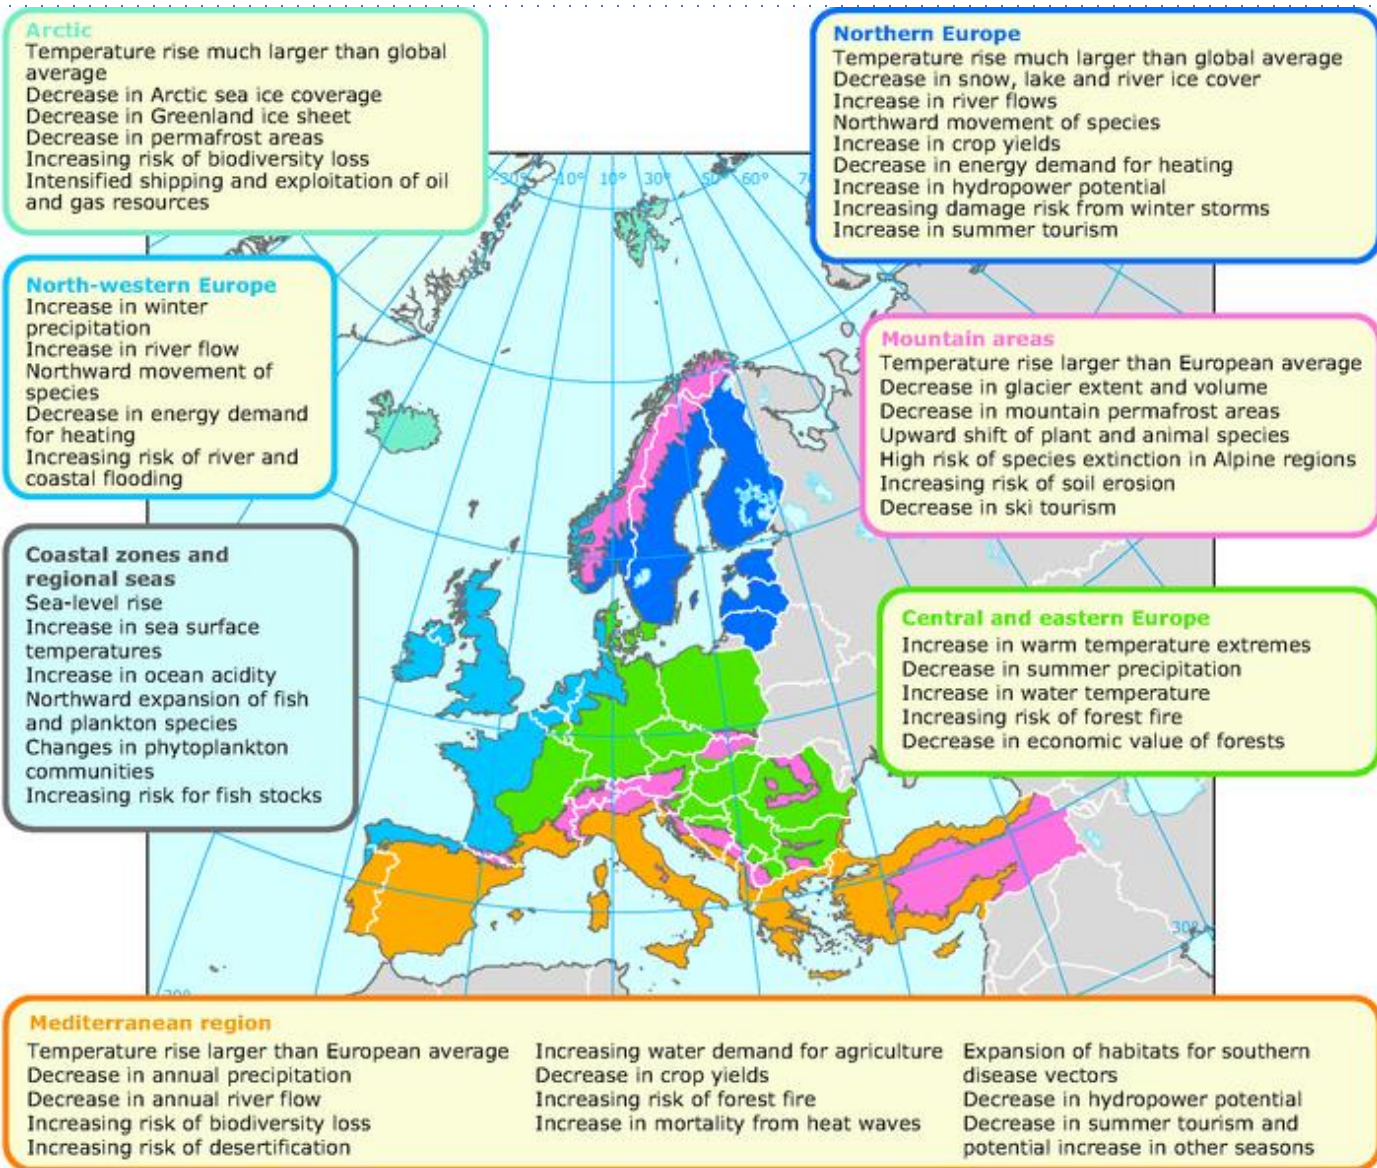 Arctic
Temperature rise much larger than global
average
Decrease in Arctic sea ice coverage
Decrease in Greenland ice sheet
Decrease in permafrost areas
Increasing risk of biodiversity loss
Intensified shipping and exploitation of oil
and gas resources
Northern Europe
Temperature rise much larger than global average
Decrease in snow, lake and river ice cover
Increase in river flows
Northward movement of species
Increase in crop yields
Decrease in energy demand for heating
Increase in hydropower potential
Increasing damage risk from winter storms
Increase in summer tourism
-30° -10° 10° 30° 50° 60°
North-western Europe
Increase in winter
precipitation
Increase in river flow
Northward movement of
species
Decrease in energy demand
for heating
Increasing risk of river and
coastal flooding
Mountain areas
Temperature rise larger than European average
Decrease in glacier extent and volume
Decrease in mountain permafrost areas
Upward shift of plant and animal species
High risk of species extinction in Alpine regions
Increasing risk of soil erosion
Decrease in ski tourism
Coastal zones and
regional seas
Sea-level rise
Increase in sea surface
temperatures
Increase in ocean acidity
Northward expansion of fish
and plankton species
Changes in phytoplankton
communities
Increasing risk for fish stocks
Central and eastern Europe
Increase in warm temperature extremes
Decrease in summer precipitation
Increase in water temperature
Increasing risk of forest fire
Decrease in economic value of forests
30°
Mediterranean region
Temperature rise larger than European average
Decrease in annual precipitation
Decrease in annual river flow
Increasing risk of biodiversity loss
Increasing risk of desertification
Increasing water demand for agriculture
Decrease in crop yields
Increasing risk of forest fire
Increase in mortality from heat waves
Expansion of habitats for southern
disease vectors
Decrease in hydropower potential
Decrease in summer tourism and
potential increase in other seasons